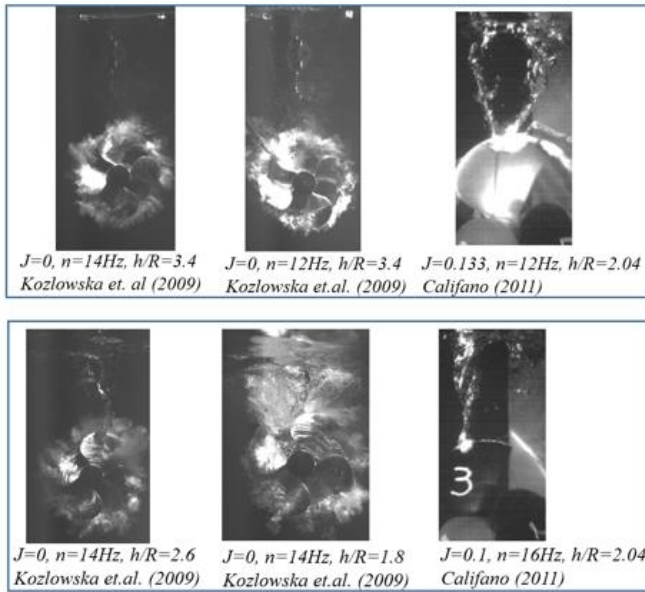 J=0, n=14Hz, h/R=3.4
Kozlowska et. al (2009)
J=0, n=12Hz, h/R=3.4
Kozlowska et.al. (2009)
J=0.133, n=12Hz, h/R=2.04
Califano (2011)
J=0, n=14Hz, h/R=2.6
Kozlowska et.al. (2009)
J=0, n=14Hz, h/R=1.8
Kozlowska et.al. (2009)
3
J=0.1, n=16Hz, h/R=2.04
Califano (2011)